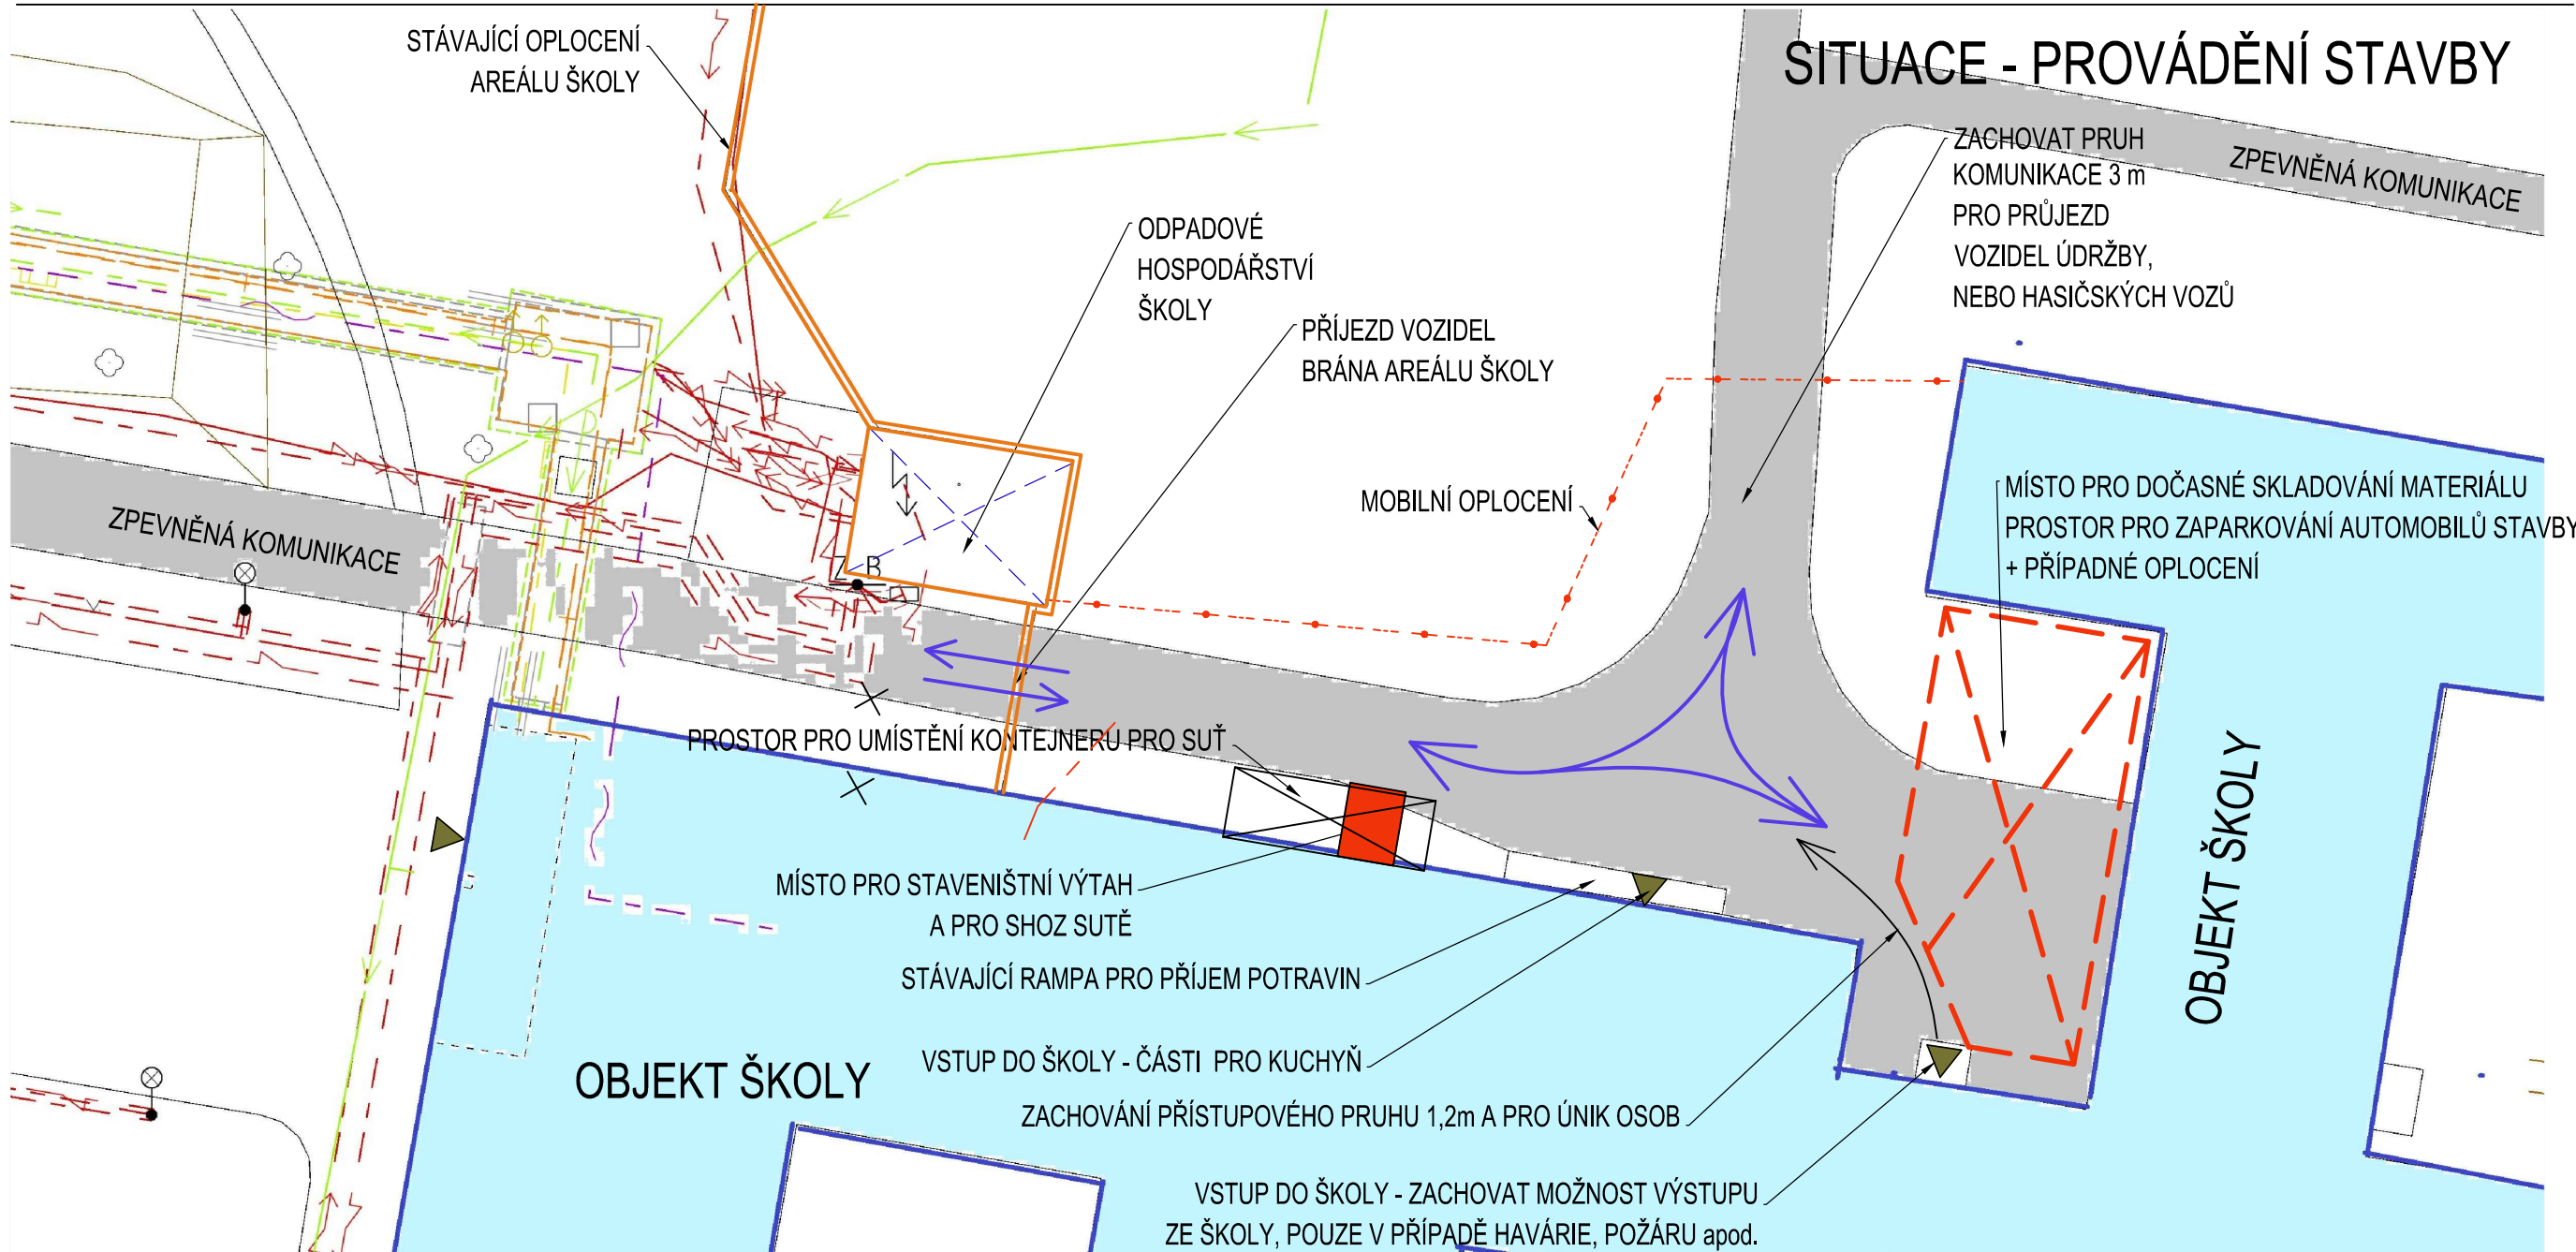 SITUACE - PROVÁDĚNÍ STAVBY
STÁVAJÍCÍ OPLOCENÍ
AREÁLU ŠKOLY
ZACHOVAT PRUH
KOMUNIKACE 3 m
PRO PRŮJEZD
VOZIDEL ÚDRŽBY,
NEBO HASIČSKÝCH VOZŮ
ZPEVNĚNÁ KOMUNIKACE
ODPADOVÉ
HOSPODÁŘSTVÍ
ŠKOLY
PŘÍJEZD VOZIDEL
BRÁNA AREÁLU ŠKOLY
MOBILNÍ OPLOCENÍ
MÍSTO PRO DOČASNÉ SKLADOVÁNÍ MATERIÁLU
PROSTOR PRO ZAPARKOVÁNÍ AUTOMOBILŮ STAVBY
+ PŘÍPADNÉ OPLOCENÍ
ZPEVNĚNÁ KOMUNIKACE
Z B
PROSTOR PRO UMÍSTĚNÍ KONTEJNERU PRO SUŤ
MÍSTO PRO STAVENIŠTNÍ VÝTAH
A PRO SHOZ SUTĚ
STÁVAJÍCÍ RAMPA PRO PŘÍJEM POTRAVIN
VSTUP DO ŠKOLY - ČÁSTI PRO KUCHYŇ
OBJEKT ŠKOLY
OBJEKT ŠKOLY
ZACHOVÁNÍ PŘÍSTUPOVÉHO PRUHU 1,2m A PRO ÚNIK OSOB
VSTUP DO ŠKOLY - ZACHOVAT MOŽNOST VÝSTUPU
ZE ŠKOLY, POUZE V PŘÍPADĚ HAVÁRIE, POŽÁRU apod.